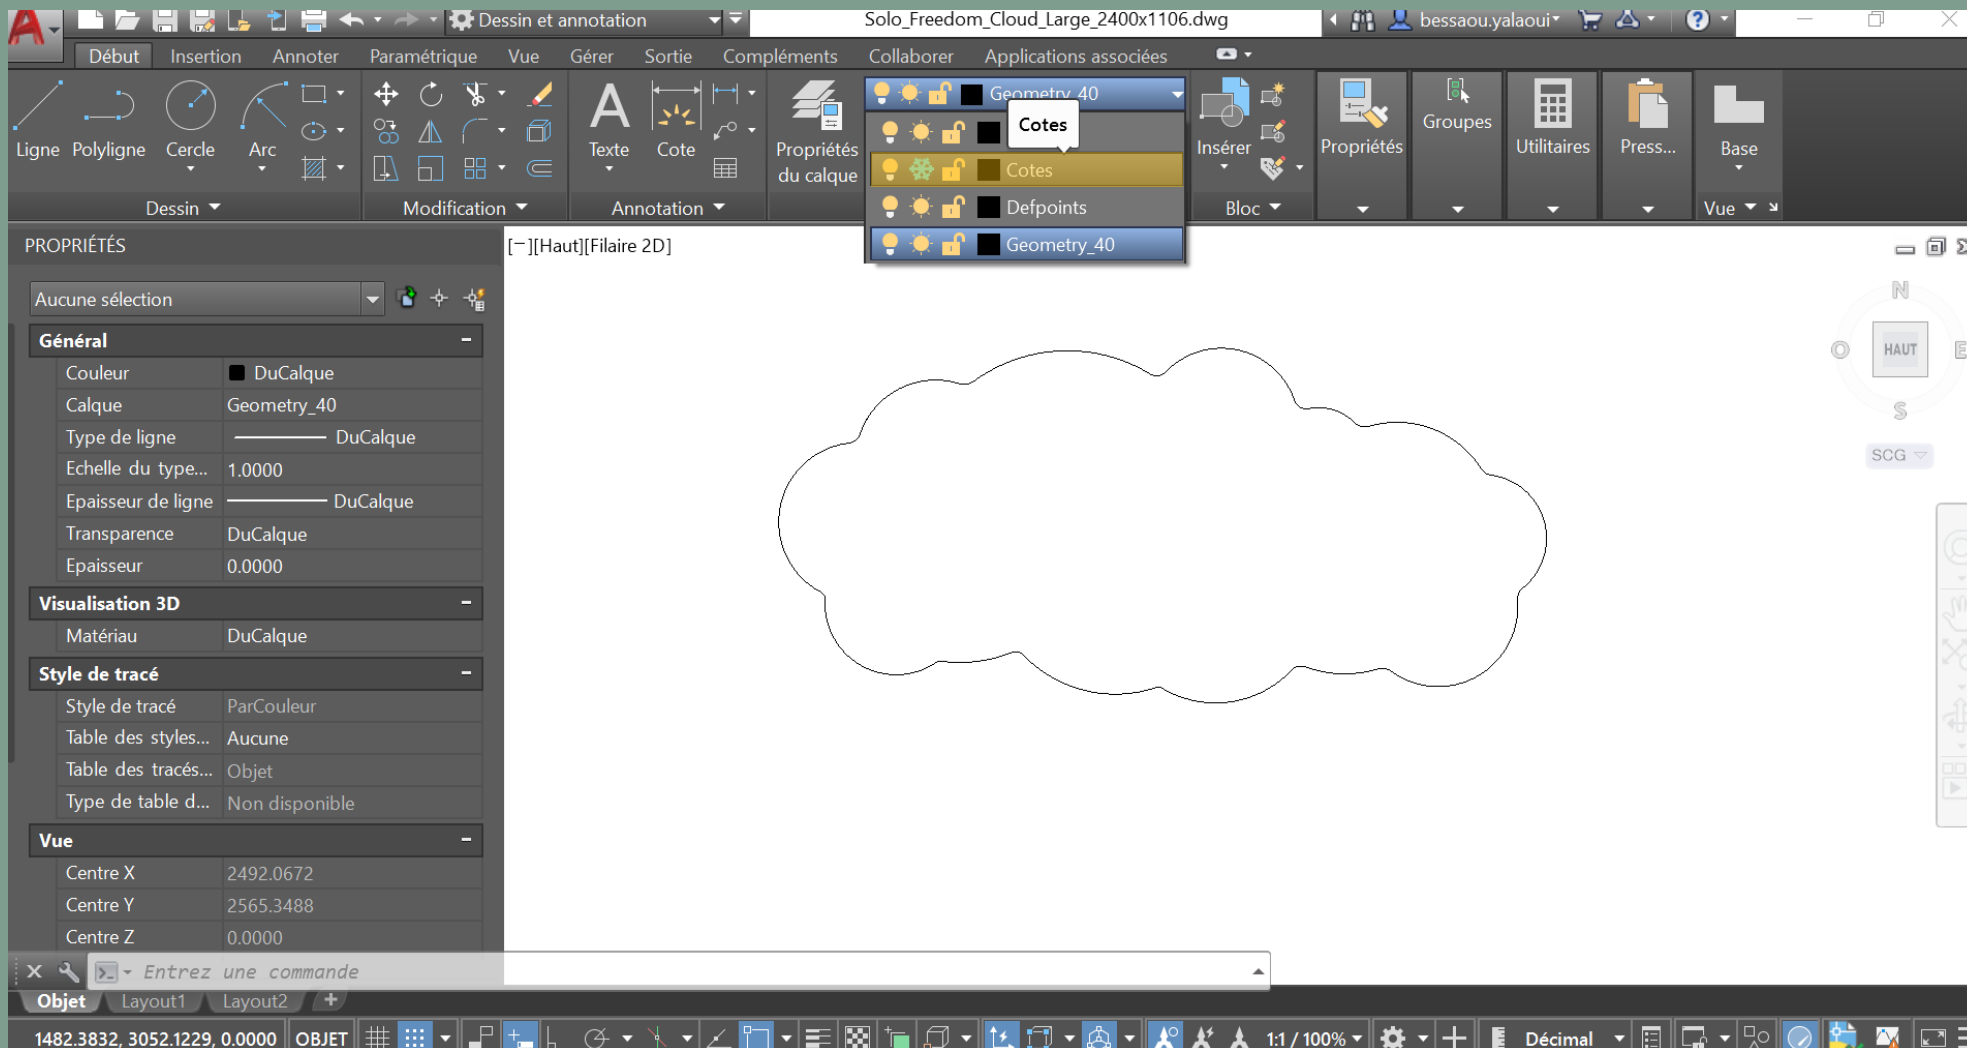 Dessin et annotation
Solo_Freedom_Cloud_Large_2400x1106.dwg
bessaou.yalaoui
Début Insertion Annoter Paramétrique Vue Gérer Sortie Compléments Collaborer Applications associées
Geometry_40
Cotes
Ligne Polyligne Cercle Arc
Texte Cote
Propriétés du calque
Insérer
Propriétés
Groupes
Utilitaires
Press...
Base
Cotes
Defpoints
Geometry_40
Dessin Modification Annotation Bloc Vue
PROPRIÉTÉS
[−][Haut][Filaire 2D]
Aucune sélection
Général
Couleur DuCalque
Calque Geometry_40
Type de ligne DuCalque
Echelle du type... 1.0000
Epaisseur de ligne DuCalque
Transparence DuCalque
Epaisseur 0.0000
Visualisation 3D
Matériau DuCalque
Style de tracé
Style de tracé ParCouleur
Table des styles... Aucune
Table des tracés... Objet
Type de table d... Non disponible
Vue
Centre X 2492.0672
Centre Y 2565.3488
Centre Z 0.0000
N
O HAUT E
S
SCG
Entrez une commande
Objet Layout1 Layout2 +
1482.3832, 3052.1229, 0.0000 OBJET 1:1 / 100% Décimal